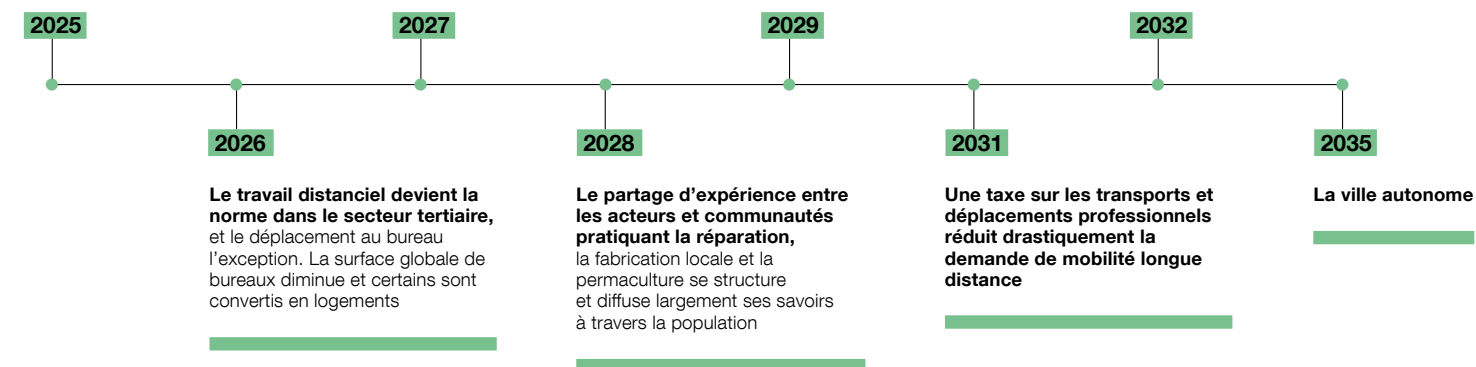 2025
2027
2029
2032
2026
2028
2031
2035
Le travail distanciel devient la
norme dans le secteur tertiaire,
et le déplacement au bureau
l’exception. La surface globale de
bureaux diminue et certains sont
convertis en logements
Le partage d’expérience entre
les acteurs et communautés
pratiquant la réparation,
la fabrication locale et la
permaculture se structure
et diffuse largement ses savoirs
à travers la population
Une taxe sur les transports et
déplacements professionnels
réduit drastiquement la
demande de mobilité longue
distance
La ville autonome